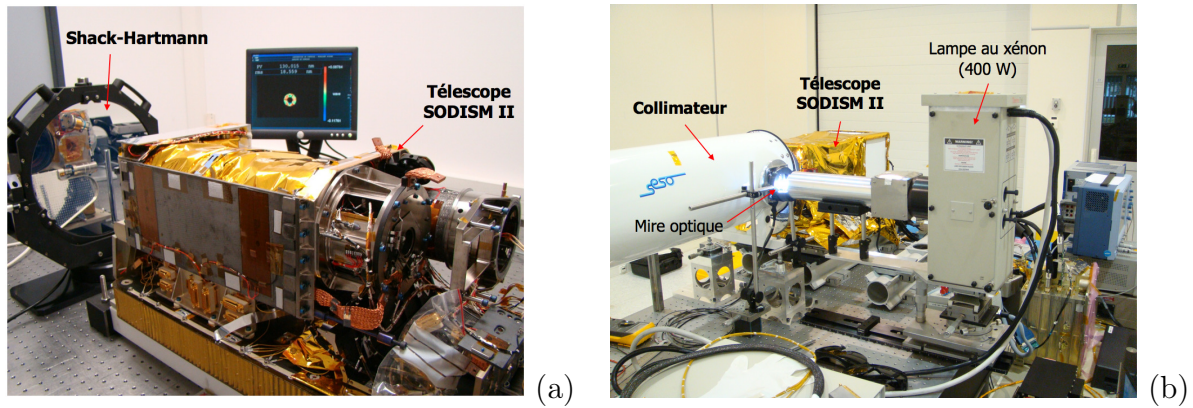 Shack-Hartmann
Télescope
SODISM II
(a)
Lampe au xénon
(400 W)
Télescope
SODISM II
Collimateur
seso
Mire optique
(b)